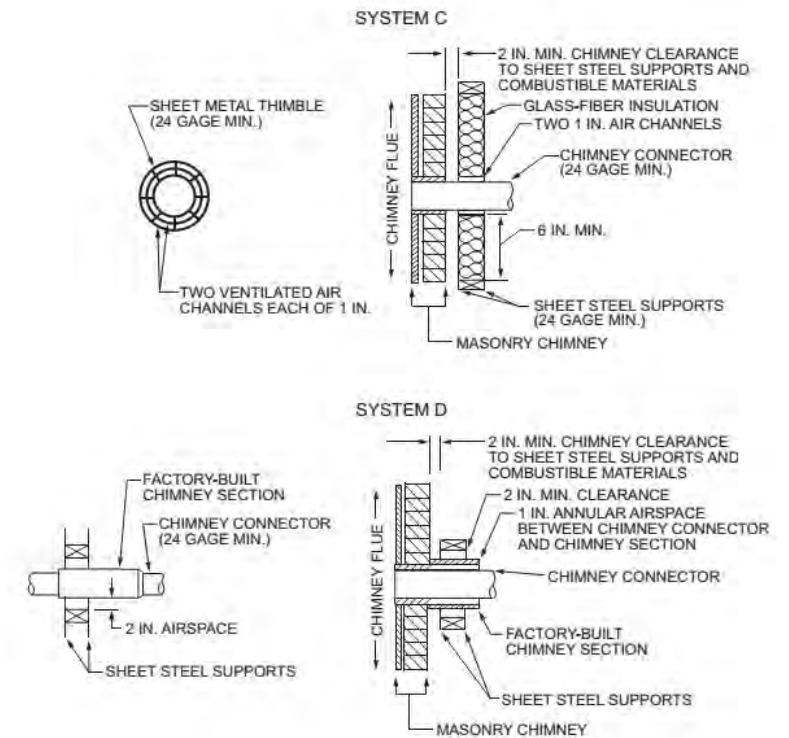 SYSTEM C
2 IN. MIN. CHIMNEY CLEARANCE
TO SHEET STEEL SUPPORTS AND
COMBUSTIBLE MATERIALS
GLASS-FIBER INSULATION
TWO 1 IN. AIR CHANNELS
CHIMNEY CONNECTOR
(24 GAGE MIN.)
SHEET METAL THIMBLE
(24 GAGE MIN.)
CHIMNEY FLUE
6 IN. MIN.
TWO VENTILATED AIR
CHANNELS EACH OF 1 IN.
SHEET STEEL SUPPORTS
(24 GAGE MIN.)
MASONRY CHIMNEY
SYSTEM D
2 IN. MIN. CHIMNEY CLEARANCE
TO SHEET STEEL SUPPORTS AND
COMBUSTIBLE MATERIALS
2 IN. MIN. CLEARANCE
1 IN. ANNULAR AIRSPACE
BETWEEN CHIMNEY CONNECTOR
AND CHIMNEY SECTION
FACTORY-BUILT
CHIMNEY SECTION
CHIMNEY CONNECTOR
(24 GAGE MIN.)
CHIMNEY FLUE
CHIMNEY CONNECTOR
2 IN. AIRSPACE
FACTORY-BUILT
CHIMNEY SECTION
SHEET STEEL SUPPORTS
SHEET STEEL SUPPORTS
MASONRY CHIMNEY